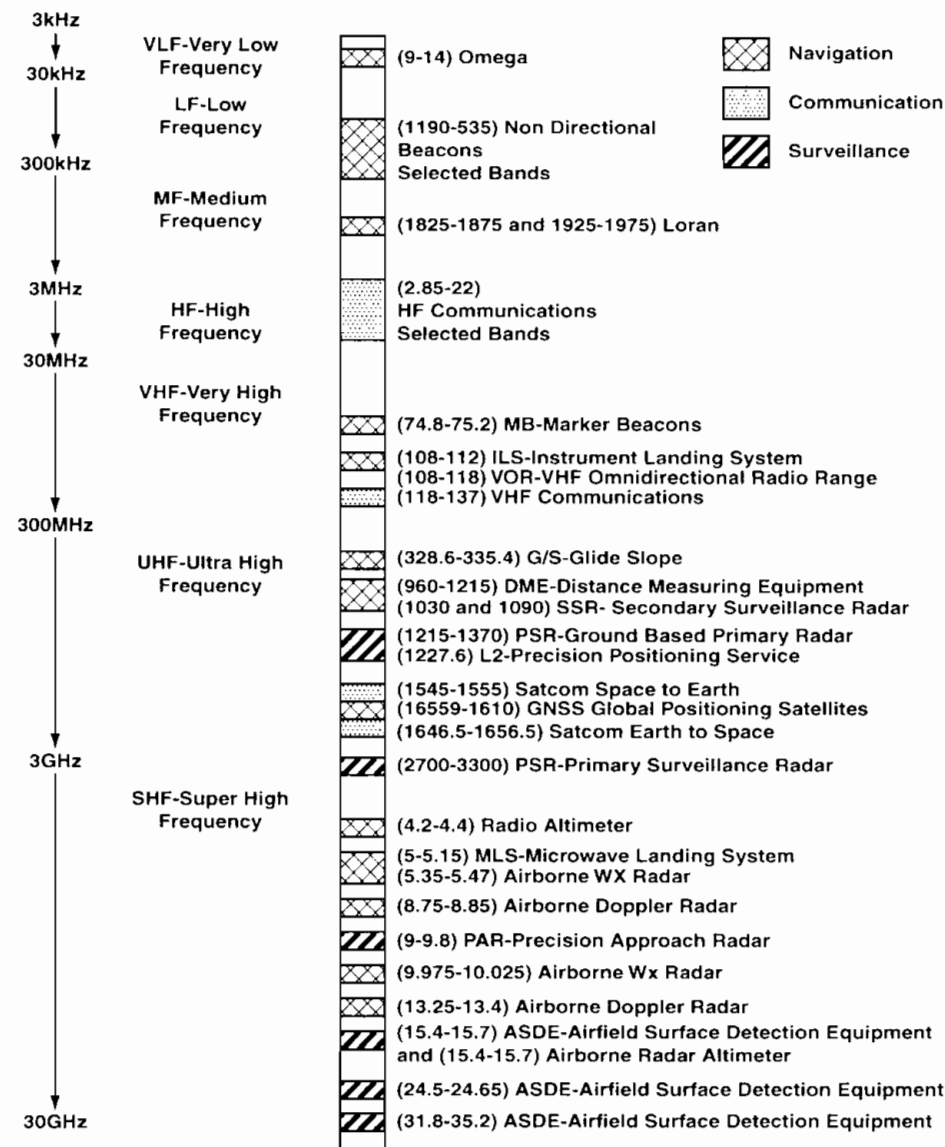 3kHz
30kHz
300kHz
3MHz
30MHz
300MHz
3GHz
30GHz
VLF-Very Low
Frequency
LF-Low
Frequency
MF-Medium
Frequency
HF-High
Frequency
VHF-Very High
Frequency
UHF-Ultra High
Frequency
SHF-Super High
Frequency
(9-14) Omega
(1190-535) Non Directional
Beacons
Selected Bands
(1825-1875 and 1925-1975) Loran
(2.85-22)
HF Communications
Selected Bands
(74.8-75.2) MB-Marker Beacons
(108-112) ILS-Instrument Landing System
(108-118) VOR-VHF Omnidirectional Radio Range
(118-137) VHF Communications
(328.6-335.4) G/S-Glide Slope
(960-1215) DME-Distance Measuring Equipment
(1030 and 1090) SSR- Secondary Surveillance Radar
(1215-1370) PSR-Ground Based Primary Radar
(1227.6) L2-Precision Positioning Service
(1545-1555) Satcom Space to Earth
(16559-1610) GNSS Global Positioning Satellites
(1646.5-1656.5) Satcom Earth to Space
(2700-3300) PSR-Primary Surveillance Radar
(4.2-4.4) Radio Altimeter
(5-5.15) MLS-Microwave Landing System
(5.35-5.47) Airborne WX Radar
(8.75-8.85) Airborne Doppler Radar
(9-9.8) PAR-Precision Approach Radar
(9.975-10.025) Airborne Wx Radar
(13.25-13.4) Airborne Doppler Radar
(15.4-15.7) ASDE-Airfield Surface Detection Equipment
and (15.4-15.7) Airborne Radar Altimeter
(24.5-24.65) ASDE-Airfield Surface Detection Equipment
(31.8-35.2) ASDE-Airfield Surface Detection Equipment
Navigation
Communication
Surveillance